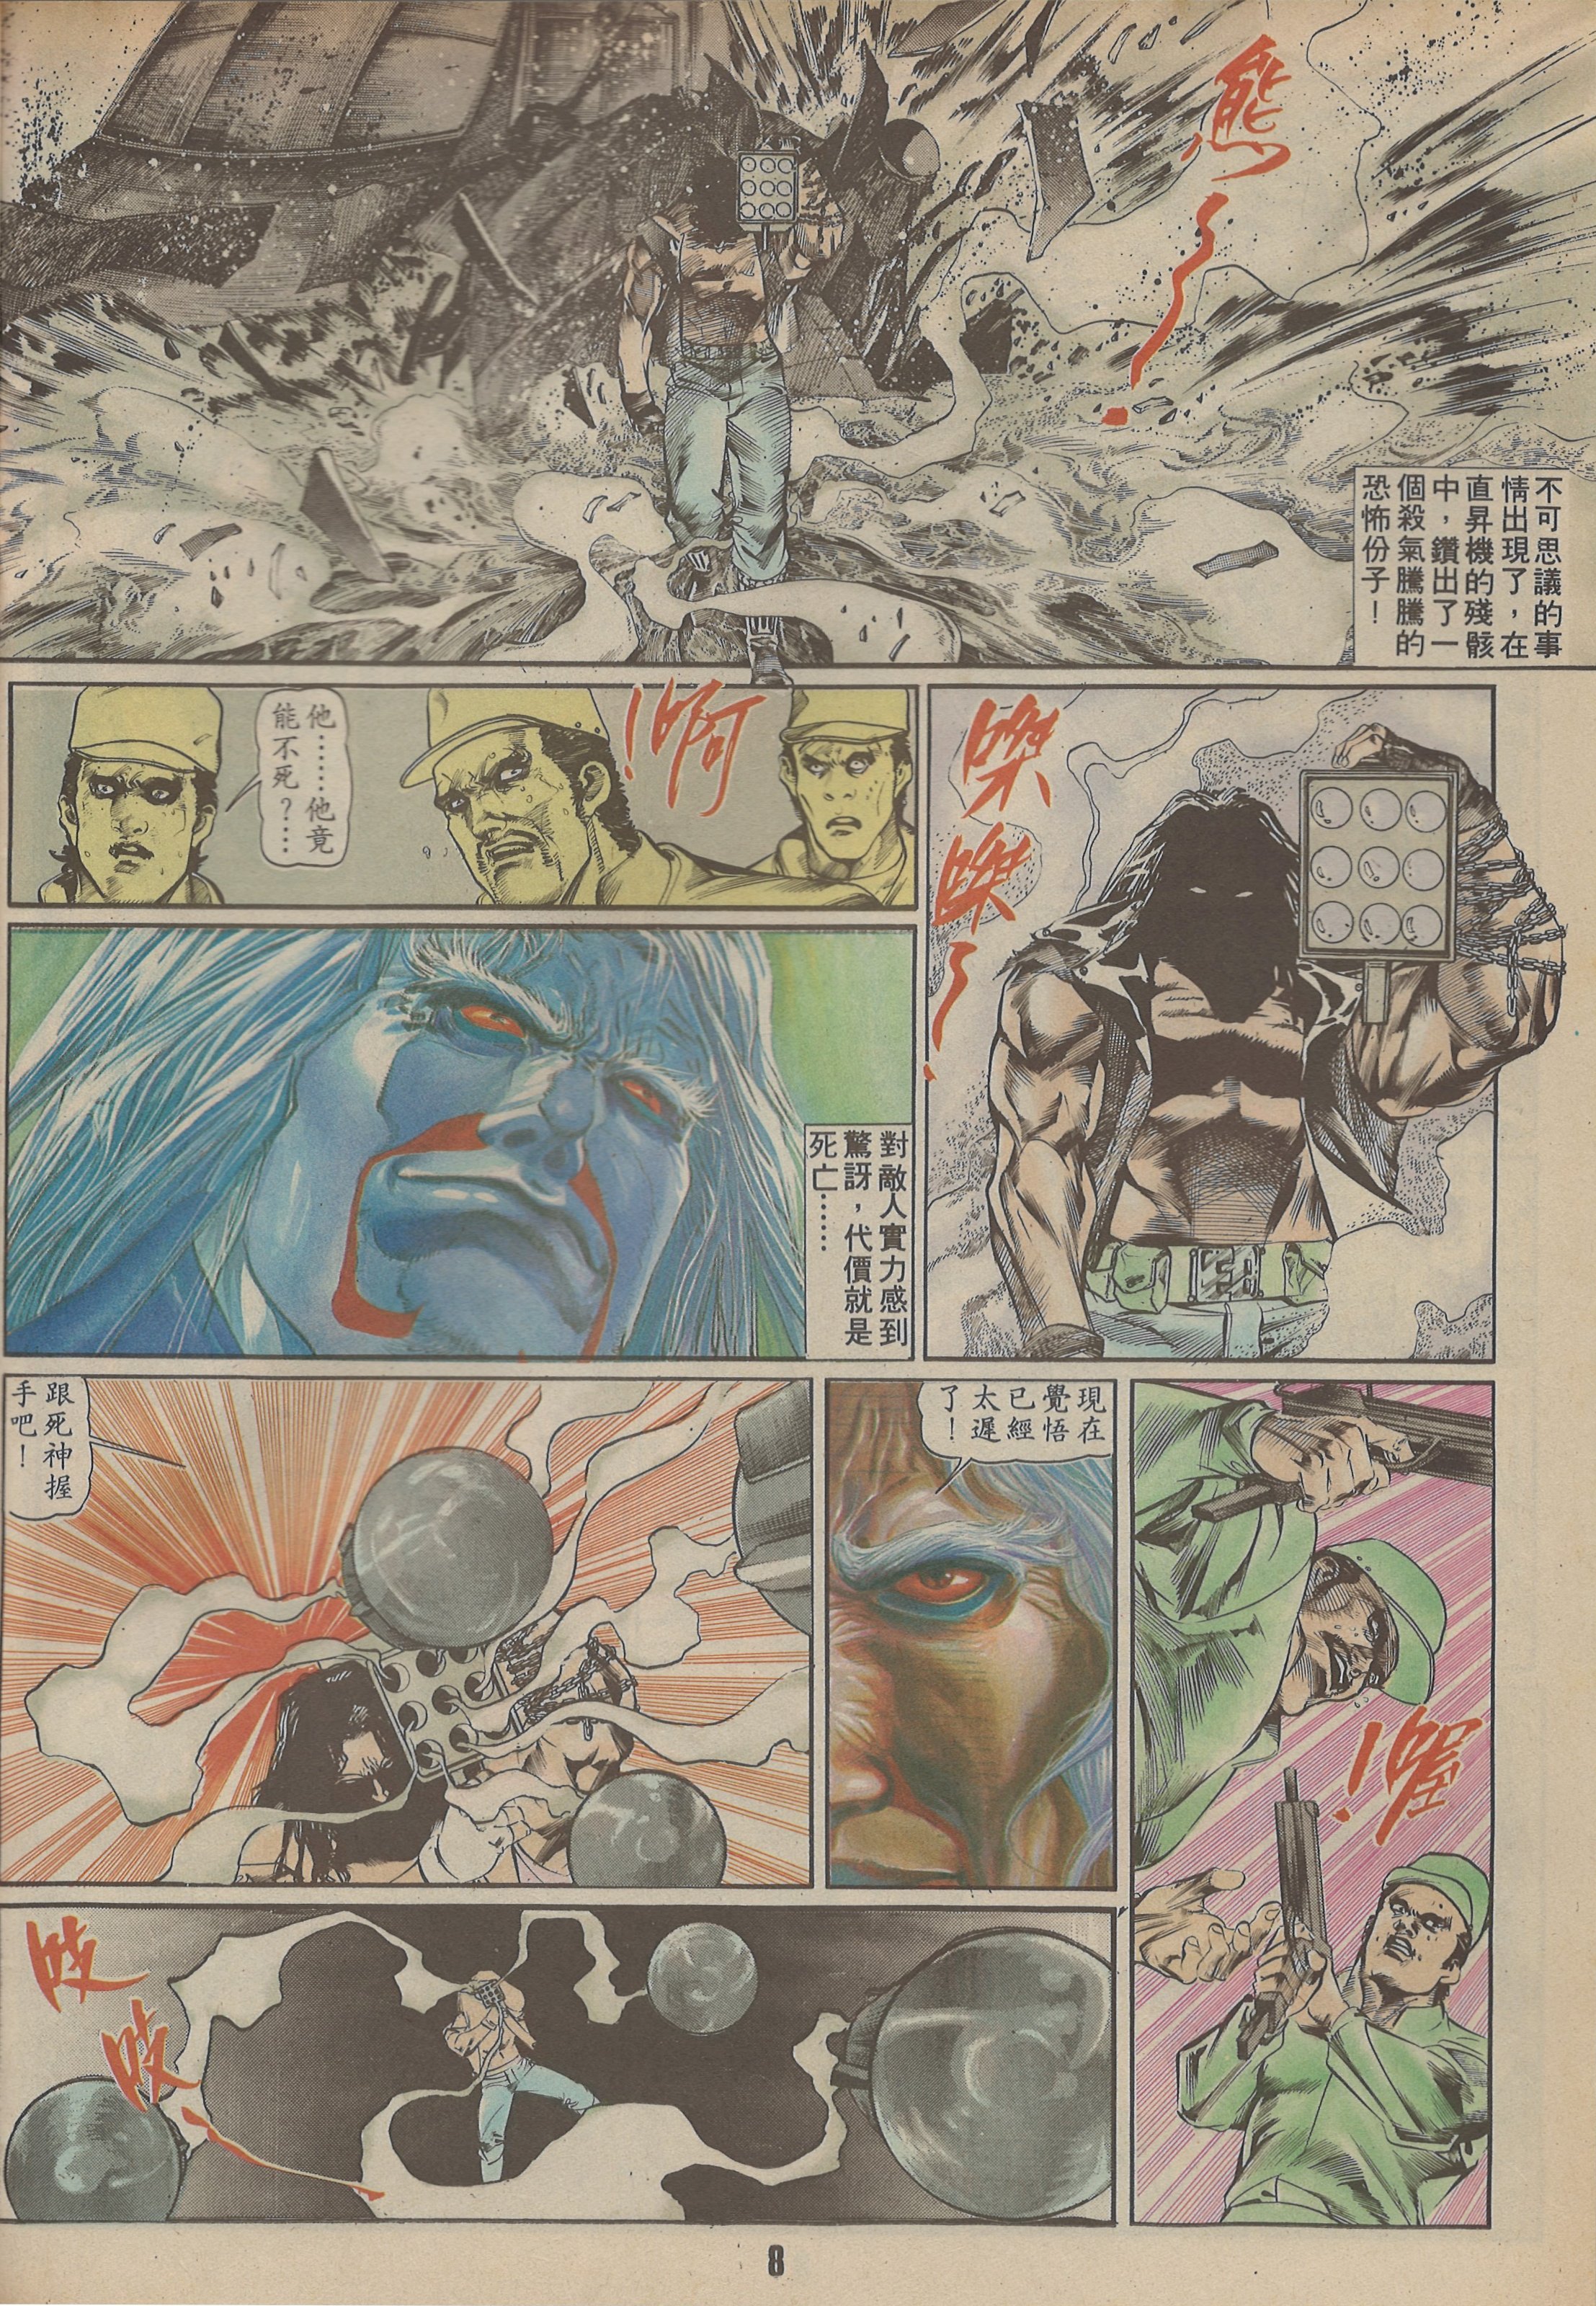 熊～！
不可思議的事
情出現了，在
直昇機的殘骸
中，鑽出了一
個殺氣騰騰的
恐怖份子！
啊！
他……他竟
能不死？…
桀桀～！
對敵人實力感到
驚訝，代價就是
死亡……
喔！
現在
覺悟
已經
太遲
了！
跟死神握
手吧！
吱
吱
8